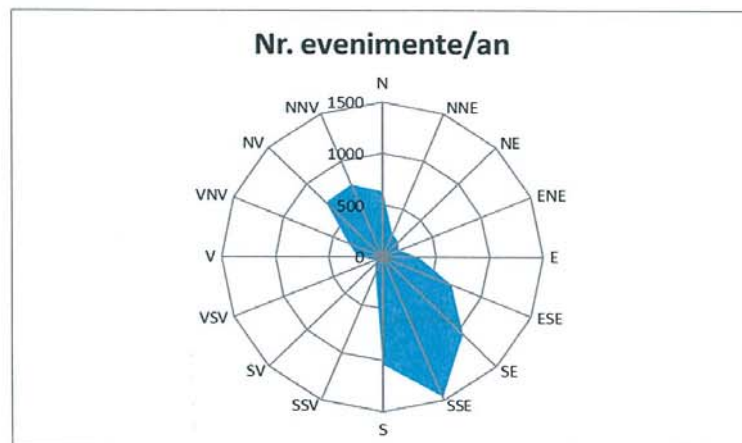 Nr. evenimente/an
N
NNV
1500
NNE
NV
1000
NE
VNV
500
ENE
V
0
E
VSV
ESE
SV
SE
SSV
SSE
S